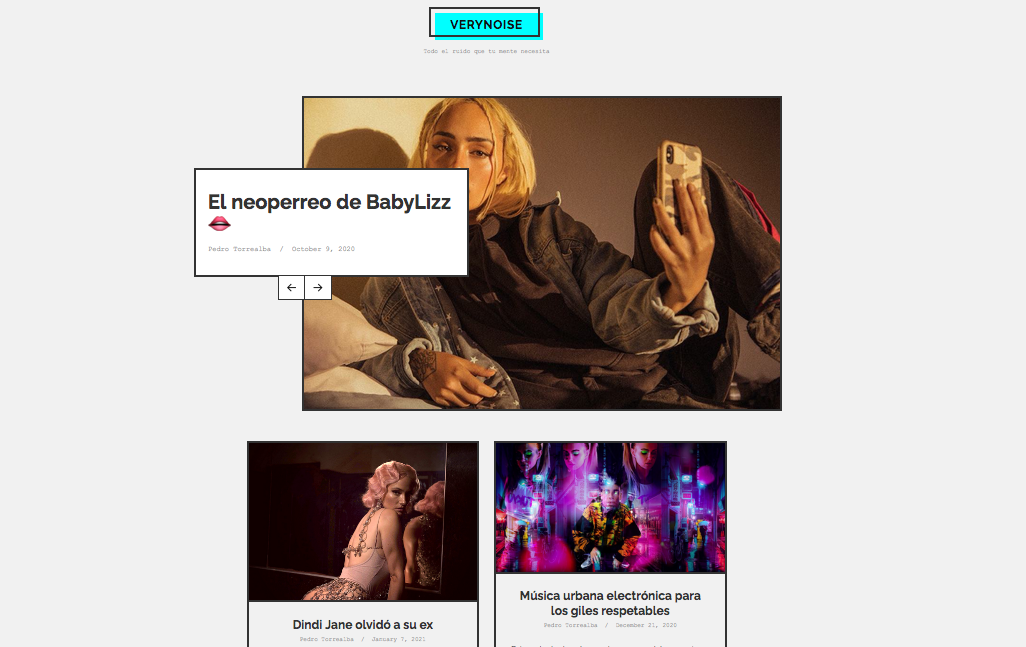 VERYNOISE
Todo el ruido que tu mente necesita
El neoperreo de BabyLizz
Pedro Torrealba / October 9, 2020
Dindi Jane olvidó a su ex
Pedro Torrealba / January 7, 2021
Música urbana electrónica para
los giles respetables
Pedro Torrealba / December 21, 2020